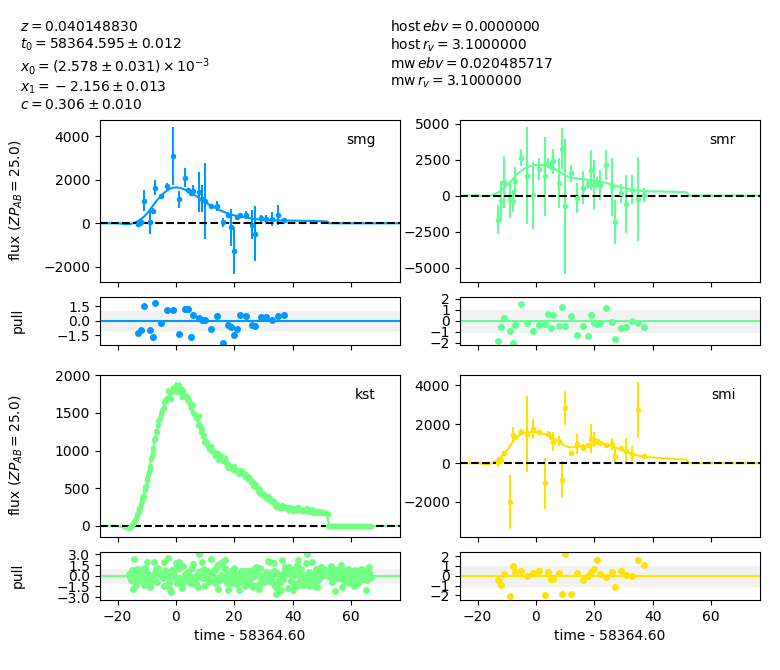 z = 0.040148830
t₀ = 58364.595 ± 0.012
x₀ = (2.578 ± 0.031) × 10⁻³
x₁ = −2.156 ± 0.013
c = 0.306 ± 0.010
host ebv = 0.0000000
host r_v = 3.1000000
mw ebv = 0.020485717
mw r_v = 3.1000000
flux (ZP_AB = 25.0)
4000
2000
0
−2000
smg
5000
2500
0
−2500
−5000
smr
pull
1.5
0.0
−1.5
2
1
0
−1
−2
flux (ZP_AB = 25.0)
2000
1500
1000
500
0
kst
4000
2000
0
−2000
smi
pull
3.0
1.5
0.0
−1.5
−3.0
−20 0 20 40 60
time - 58364.60
2
1
0
−1
−2
−20 0 20 40 60
time - 58364.60